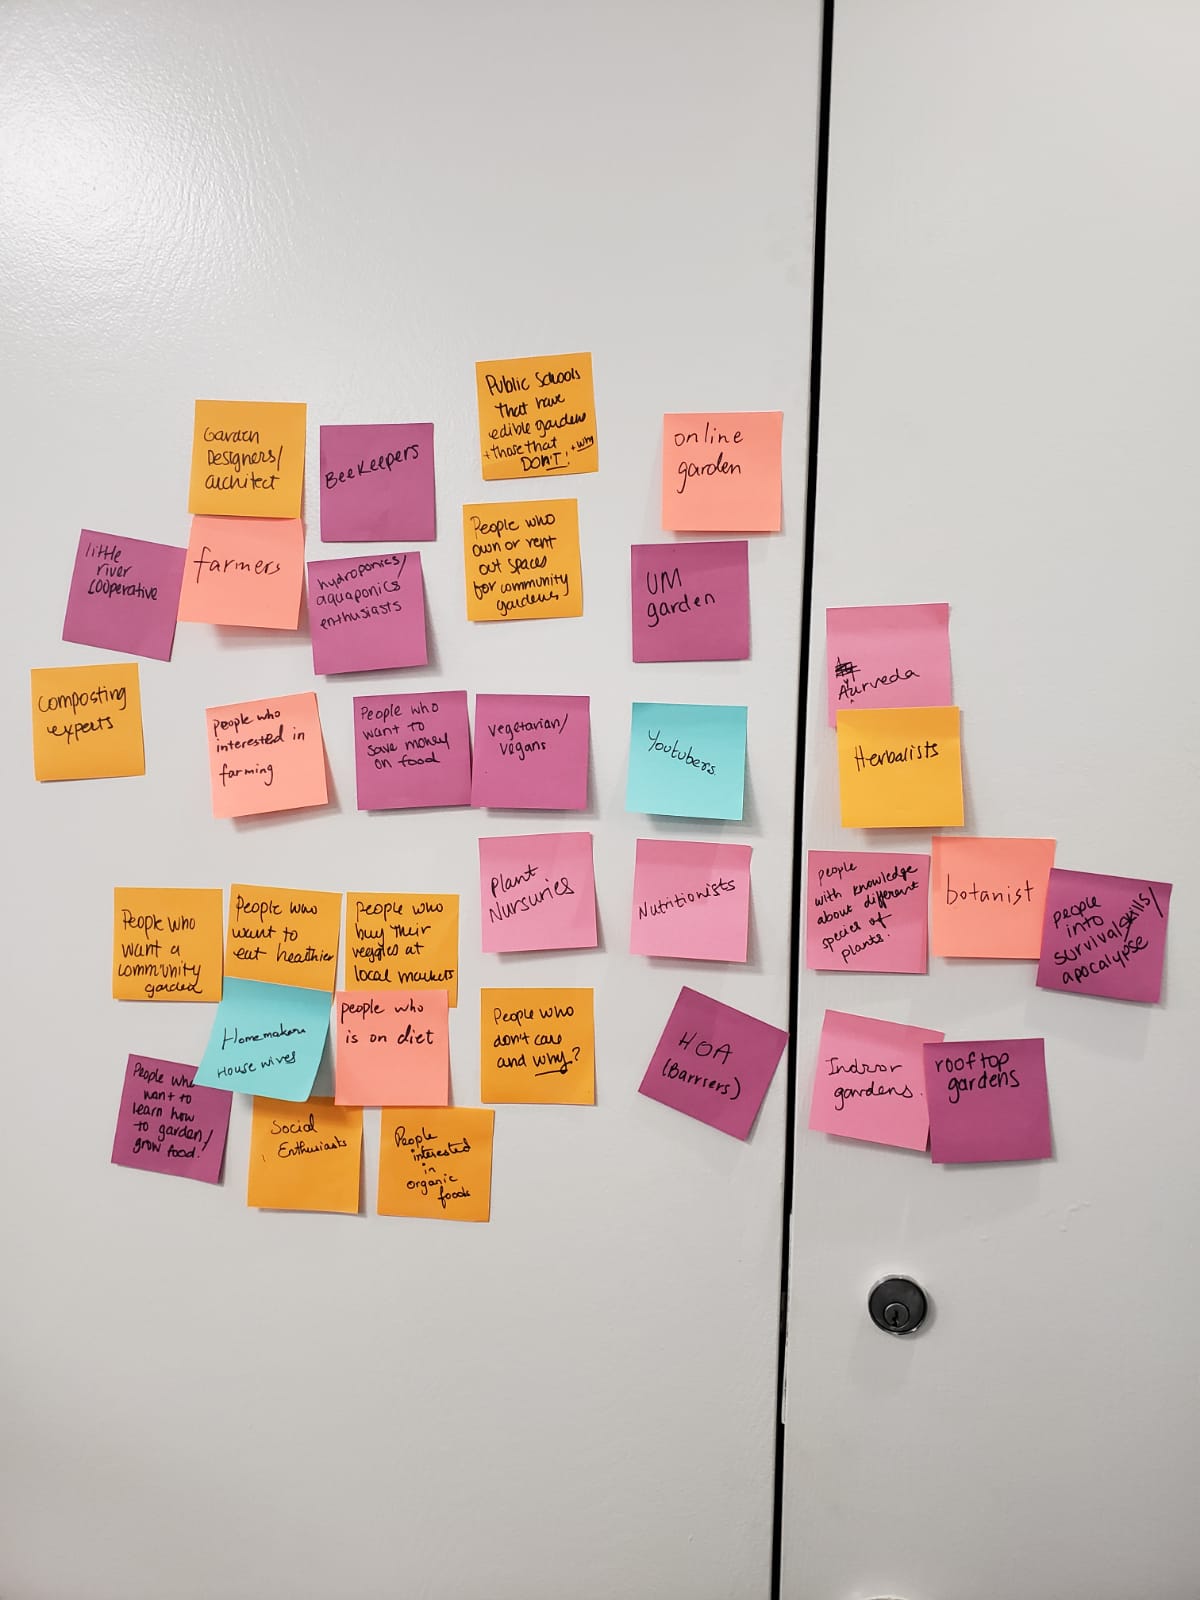 Public Schools
that have
edible gardens
+ those that
DON'T! + why
Garden
Designers/
architect
BeeKeepers
online
garden
People who
own or rent
out spaces
for community
gardens
little
river
cooperative
farmers
hydroponics/
aquaponics
enthusiasts
UM
garden
Aurveda
composting
experts
people who
interested in
farming
People who
want to
save money
on food
vegetarian/
vegans
Youtubers
Herbalists
Plant
Nursuries
Nutritionists
people
with knowledge
about different
species of
plants.
botanist
people
into
survival skills/
apocalypse
People who
want a
community
garden
People who
want to
eat healthier
People who
buy their
veggies at
local markets
Homemakers
House wives
people who
is on diet
People who
don't care
and why?
HOA
(Barriers)
Indoor
gardens.
rooftop
gardens
People who
want to
learn how
to garden/
grow food.
Social
Enthusiasts
People
interested
in
organic
foods